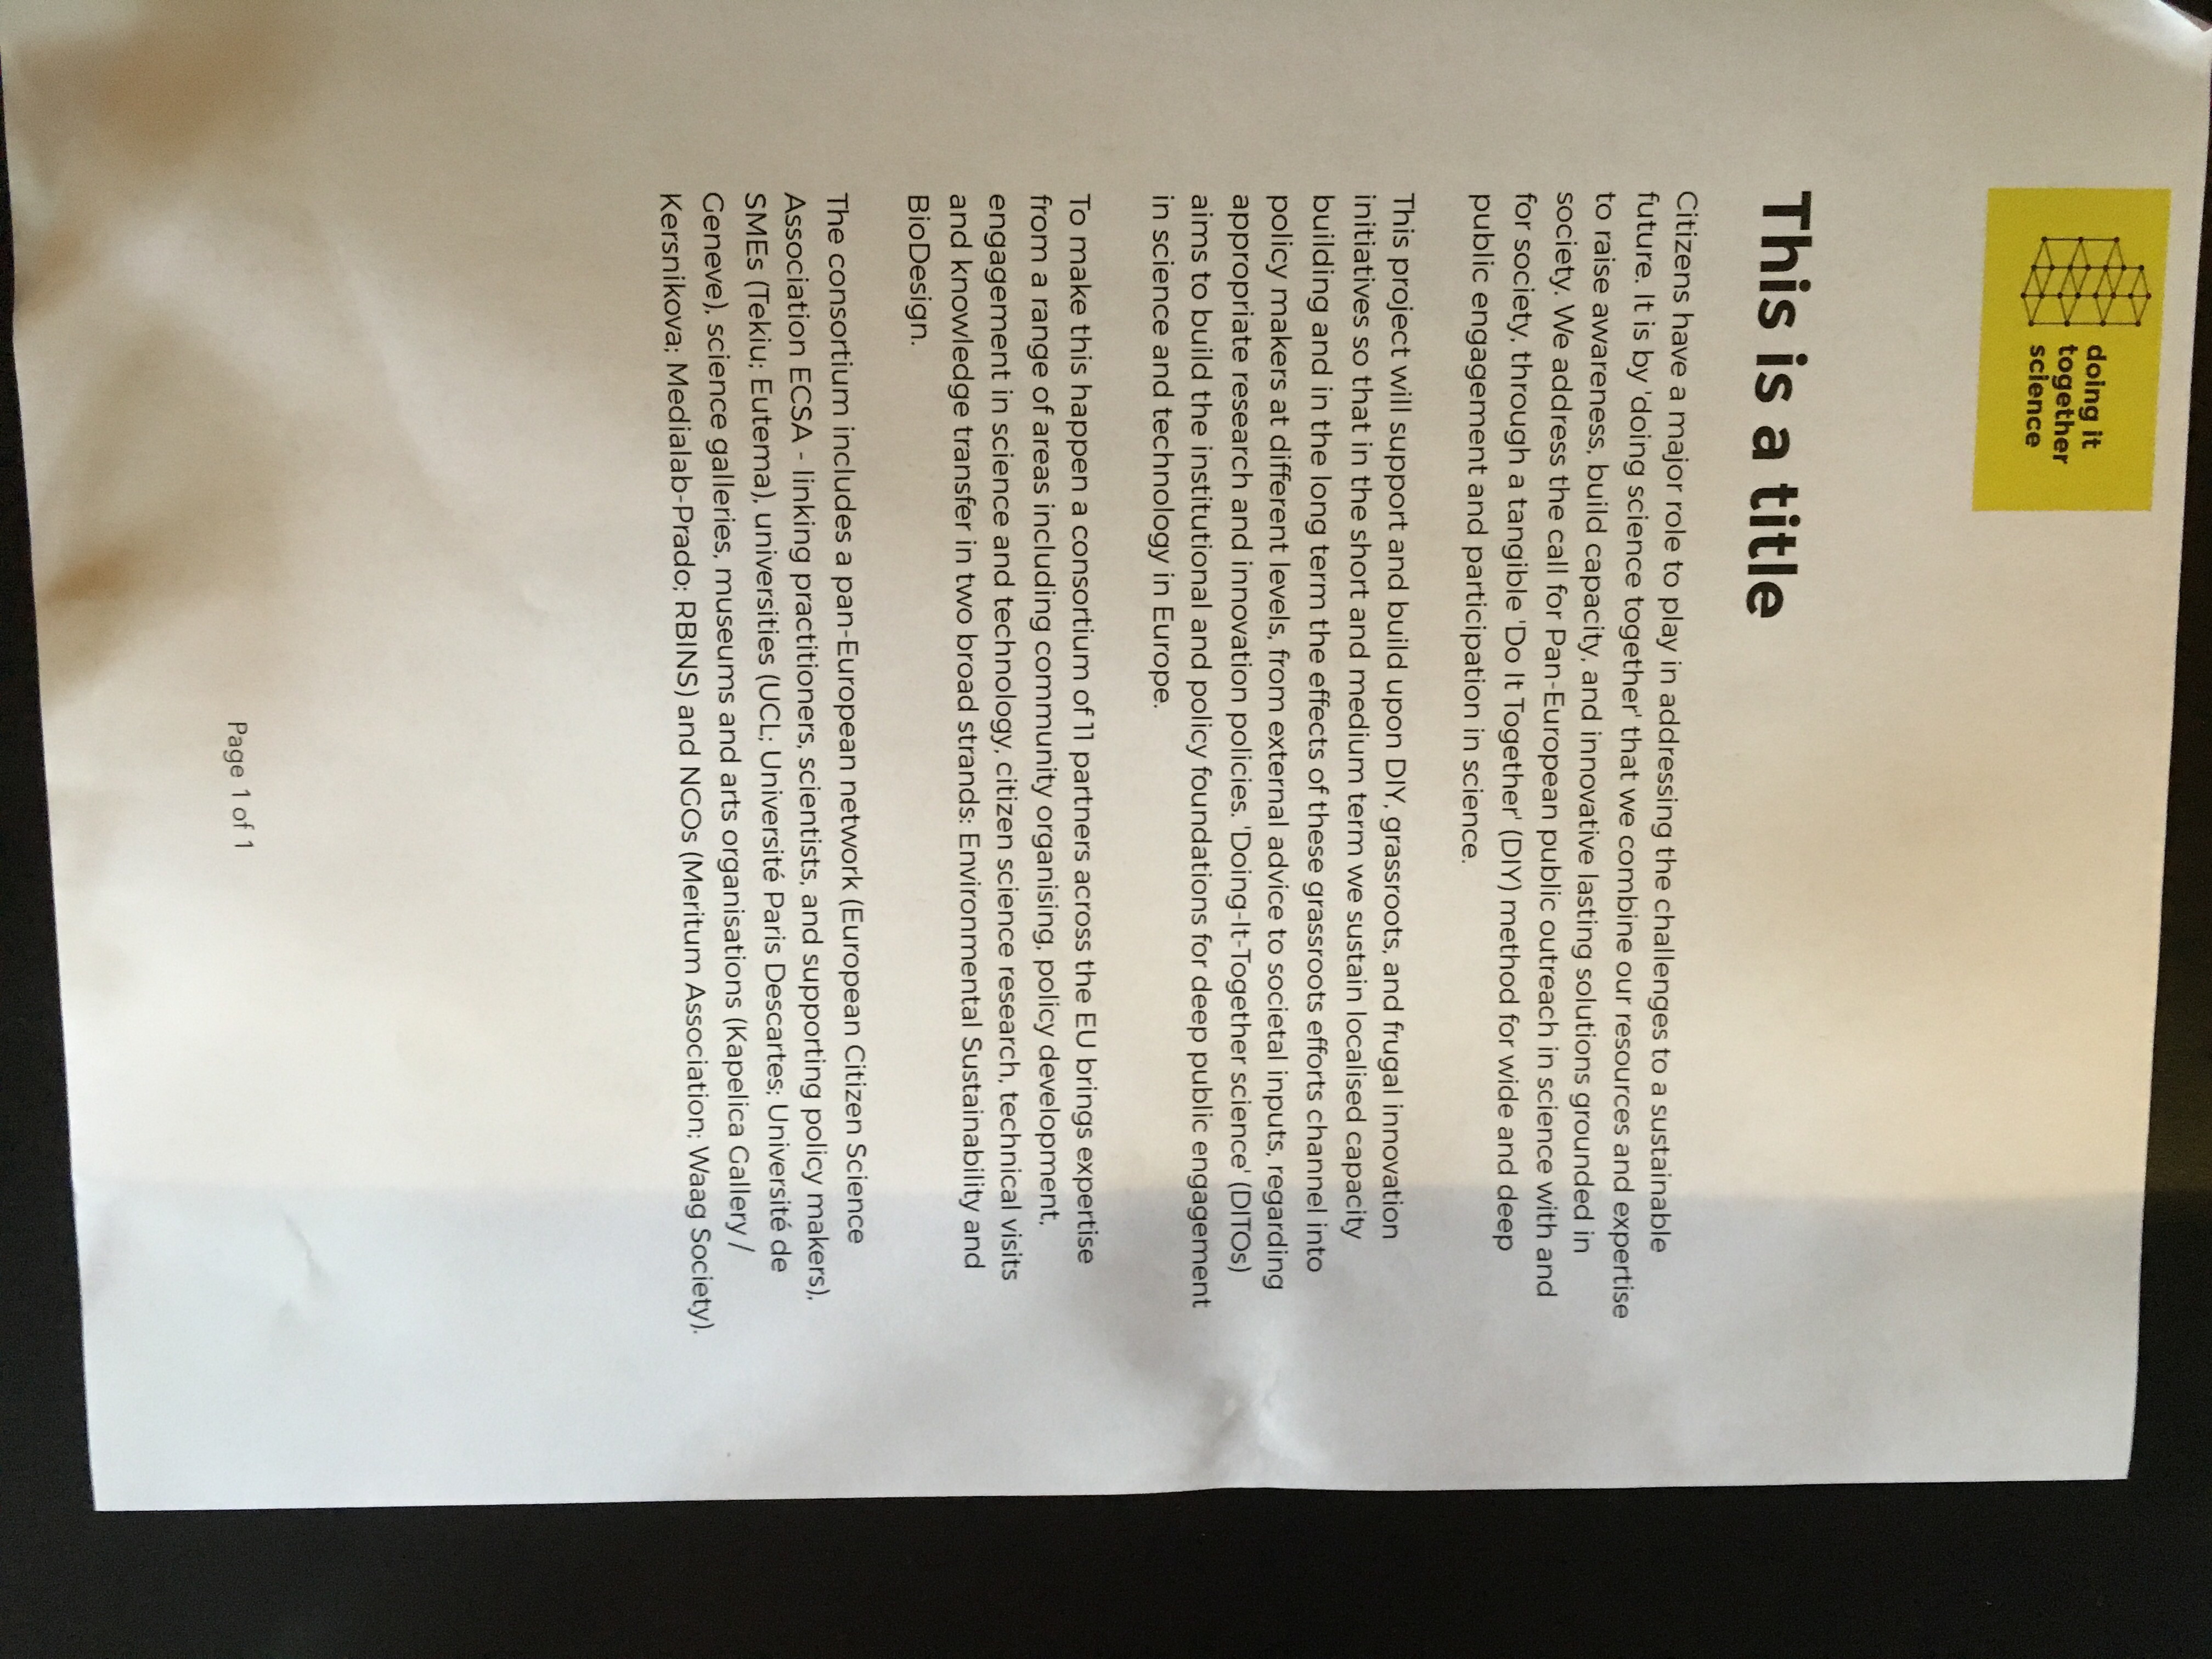 doing it
together
science
This is a title
Citizens have a major role to play in addressing the challenges to a sustainable
future. It is by 'doing science together' that we combine our resources and expertise
to raise awareness, build capacity, and innovative lasting solutions grounded in
society. We address the call for Pan-European public outreach in science with and
for society, through a tangible 'Do It Together' (DIY) method for wide and deep
public engagement and participation in science.
This project will support and build upon DIY, grassroots, and frugal innovation
initiatives so that in the short and medium term we sustain localised capacity
building and in the long term the effects of these grassroots efforts channel into
policy makers at different levels, from external advice to societal inputs, regarding
appropriate research and innovation policies. 'Doing-It-Together science' (DITOs)
aims to build the institutional and policy foundations for deep public engagement
in science and technology in Europe.
To make this happen a consortium of 11 partners across the EU brings expertise
from a range of areas including community organising, policy development,
engagement in science and technology, citizen science research, technical visits
and knowledge transfer in two broad strands: Environmental Sustainability and
BioDesign.
The consortium includes a pan-European network (European Citizen Science
Association ECSA - linking practitioners, scientists, and supporting policy makers),
SMEs (Tekiu; Eutema), universities (UCL; Université Paris Descartes; Université de
Geneve), science galleries, museums and arts organisations (Kapelica Gallery /
Kersnikova; Medialab-Prado; RBINS) and NGOs (Meritum Association; Waag Society).
Page 1 of 1